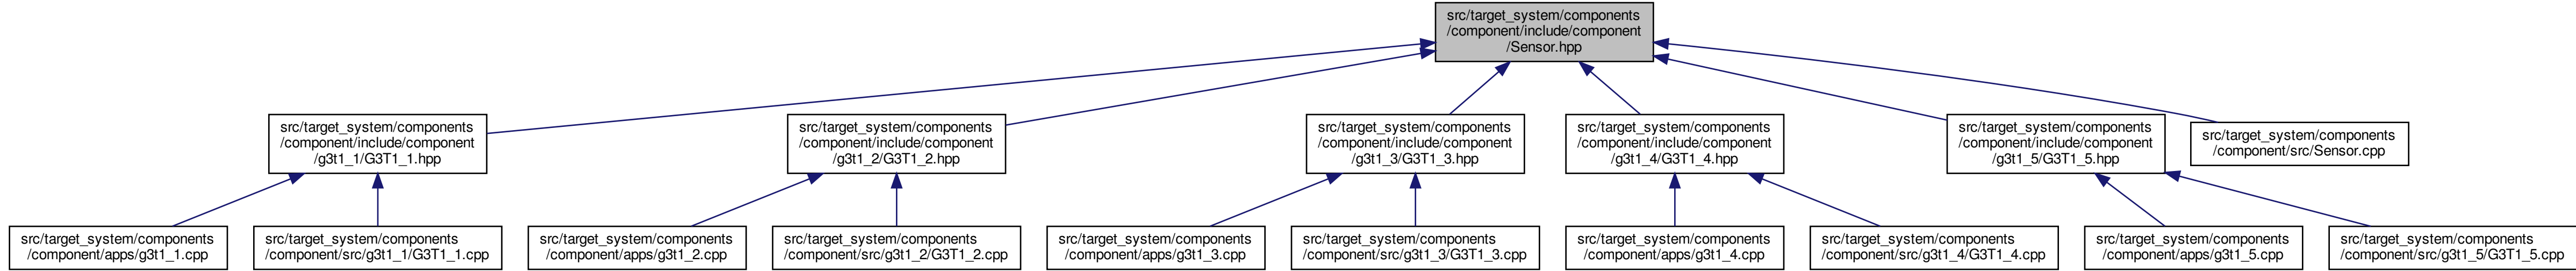 src/target_system/components
/component/include/component
/Sensor.hpp
src/target_system/components
/component/include/component
/g3t1_1/G3T1_1.hpp
src/target_system/components
/component/include/component
/g3t1_2/G3T1_2.hpp
src/target_system/components
/component/include/component
/g3t1_3/G3T1_3.hpp
src/target_system/components
/component/include/component
/g3t1_4/G3T1_4.hpp
src/target_system/components
/component/include/component
/g3t1_5/G3T1_5.hpp
src/target_system/components
/component/src/Sensor.cpp
src/target_system/components
/component/apps/g3t1_1.cpp
src/target_system/components
/component/src/g3t1_1/G3T1_1.cpp
src/target_system/components
/component/apps/g3t1_2.cpp
src/target_system/components
/component/src/g3t1_2/G3T1_2.cpp
src/target_system/components
/component/apps/g3t1_3.cpp
src/target_system/components
/component/src/g3t1_3/G3T1_3.cpp
src/target_system/components
/component/apps/g3t1_4.cpp
src/target_system/components
/component/src/g3t1_4/G3T1_4.cpp
src/target_system/components
/component/apps/g3t1_5.cpp
src/target_system/components
/component/src/g3t1_5/G3T1_5.cpp